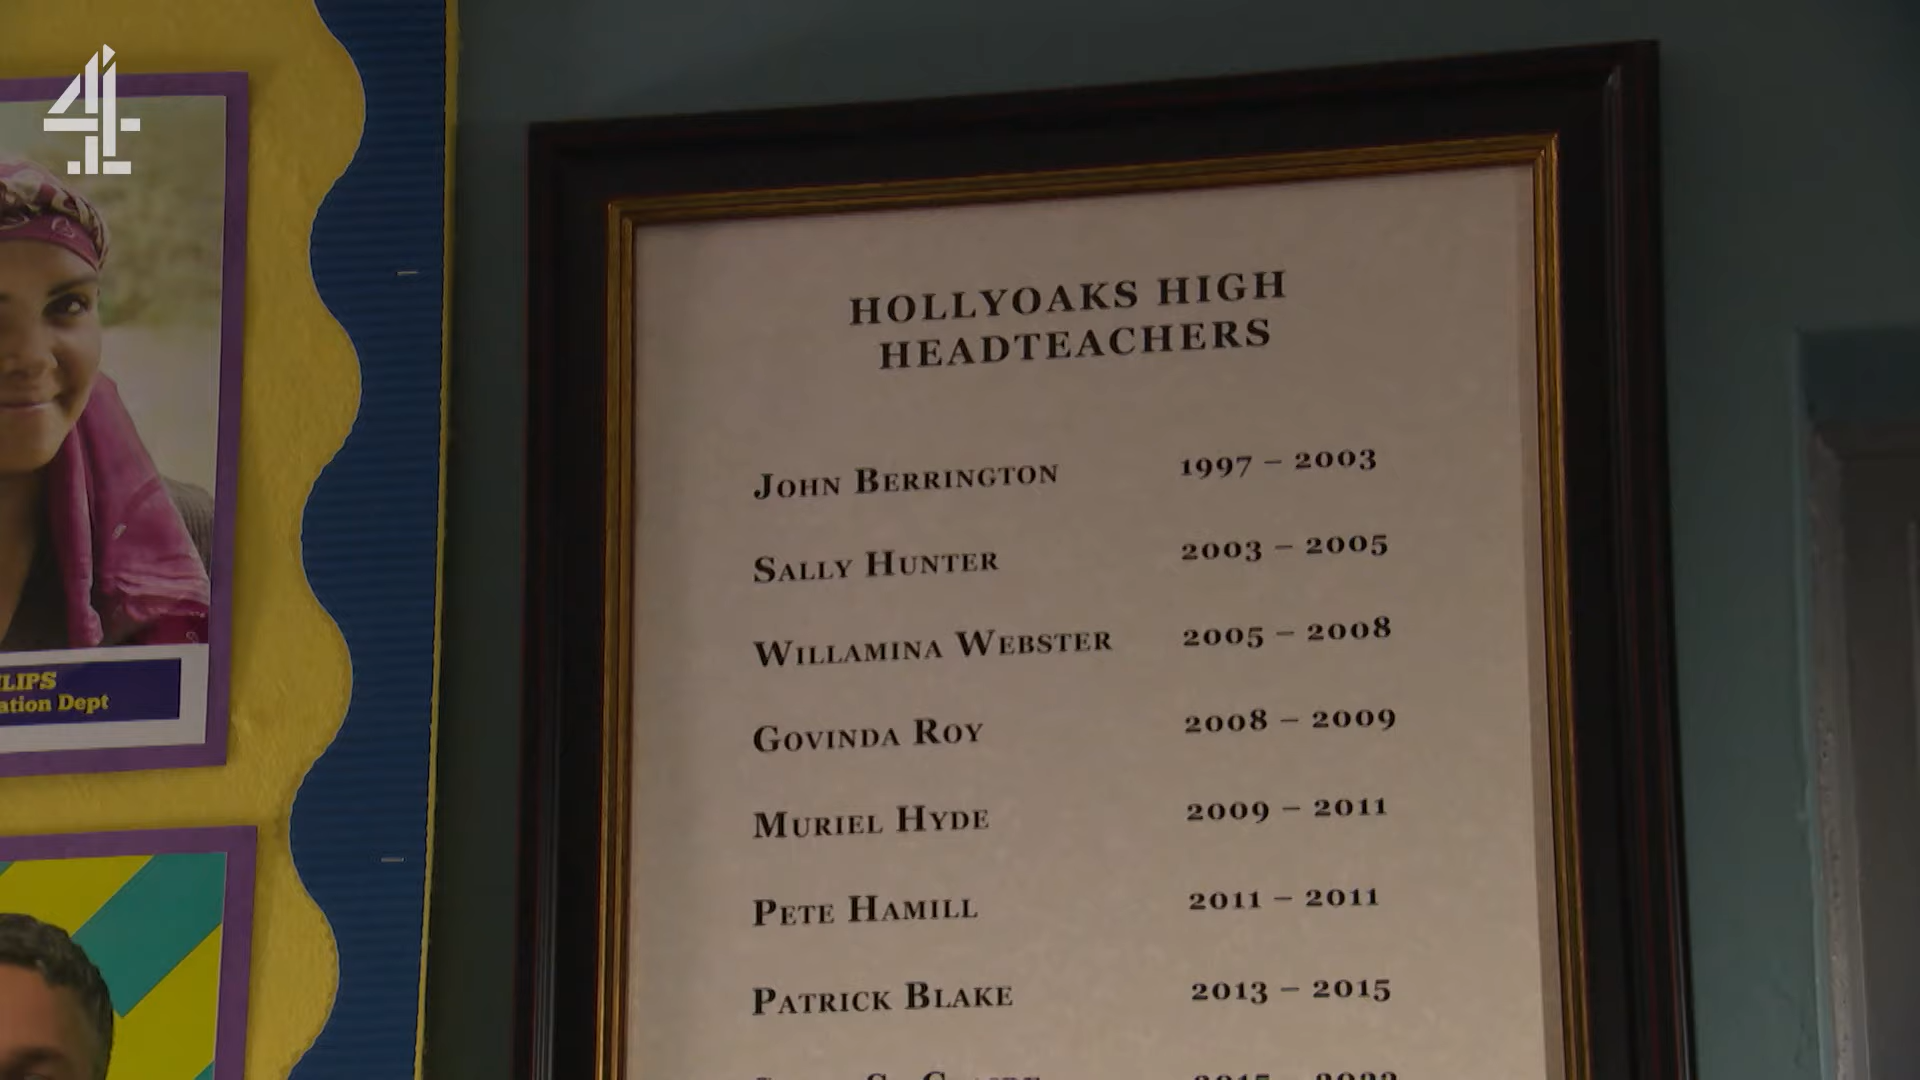 4
LIPS
ation Dept
HOLLYOAKS HIGH
HEADTEACHERS
JOHN BERRINGTON 1997 – 2003
SALLY HUNTER 2003 – 2005
WILLAMINA WEBSTER 2005 – 2008
GOVINDA ROY 2008 – 2009
MURIEL HYDE 2009 – 2011
PETE HAMILL 2011 – 2011
PATRICK BLAKE 2013 – 2015